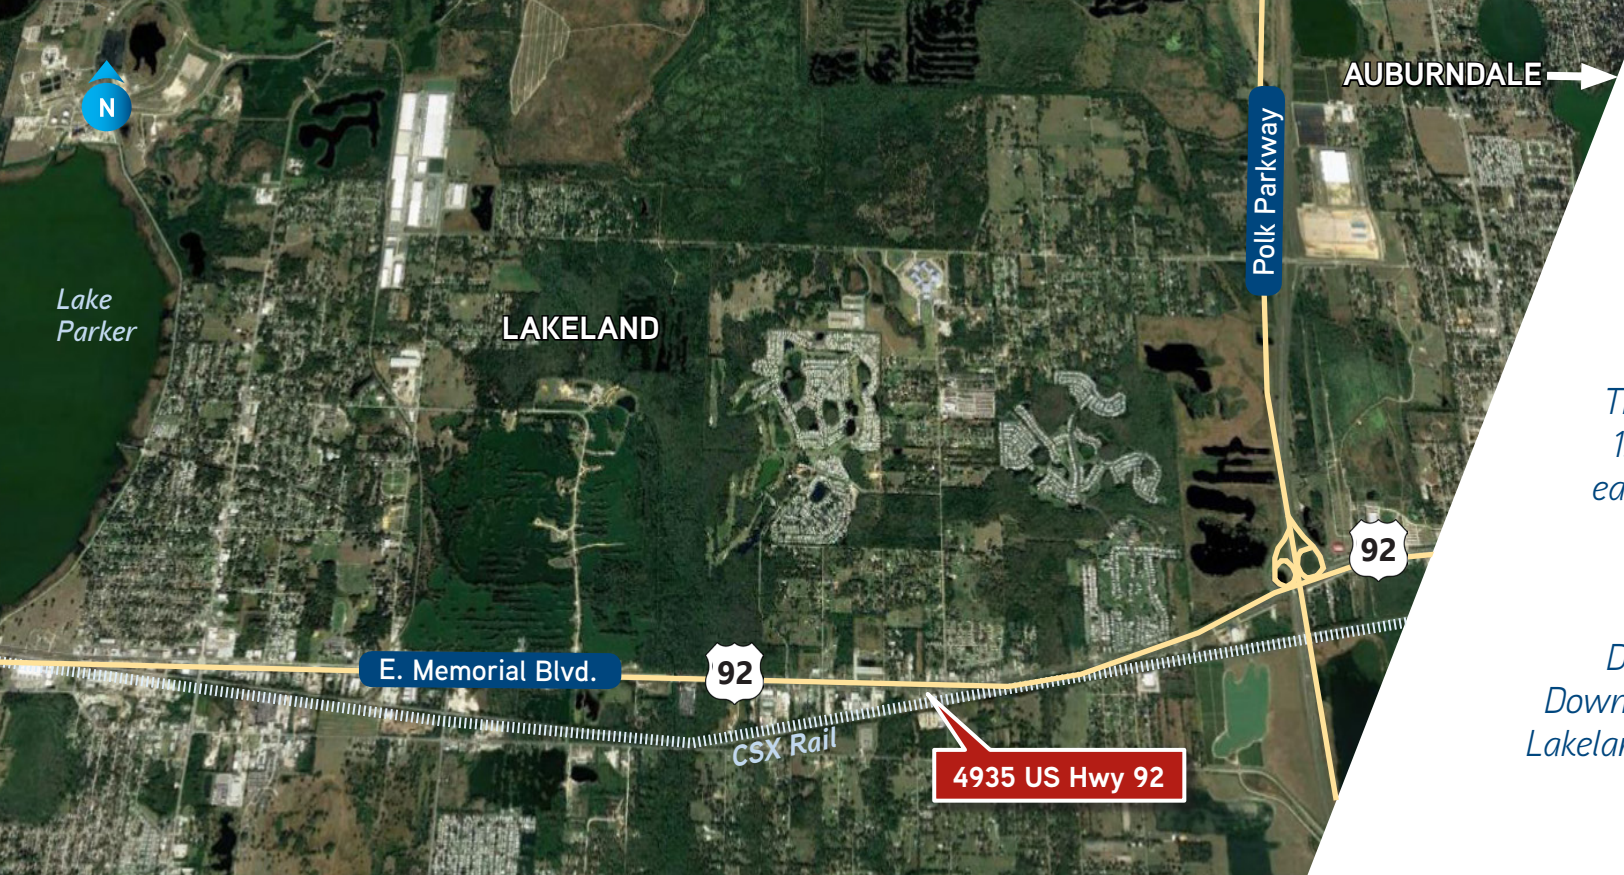 N
AUBURNDALE
Polk Parkway
Lake
Parker
LAKELAND
92
E. Memorial Blvd.
92
CSX Rail
4935 US Hwy 92